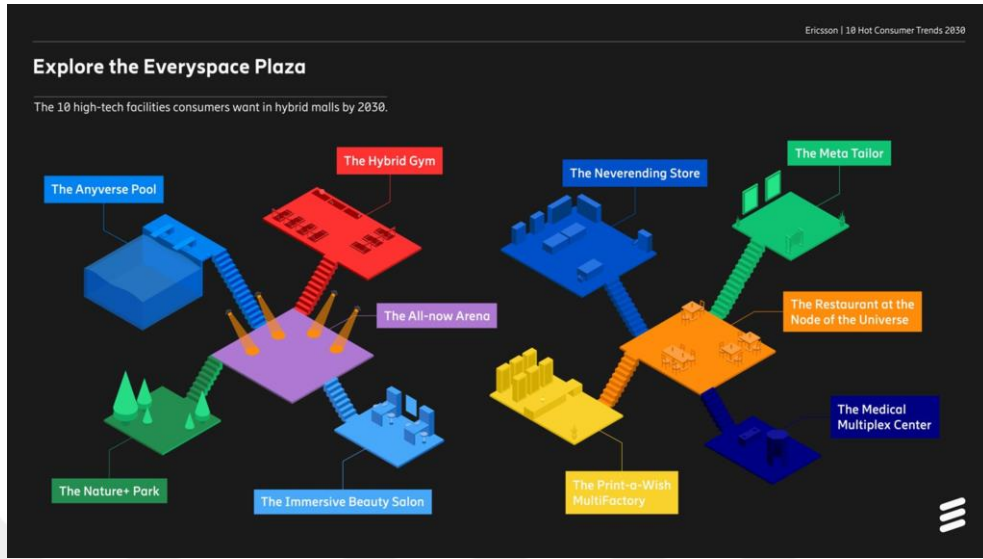 Ericsson | 10 Hot Consumer Trends 2030
Explore the Everyspace Plaza
The 10 high-tech facilities consumers want in hybrid malls by 2030.
The Anyverse Pool
The Hybrid Gym
The Neverending Store
The Meta Tailor
The All-now Arena
The Restaurant at the
Node of the Universe
The Nature+ Park
The Immersive Beauty Salon
The Print-a-Wish
MultiFactory
The Medical
Multiplex Center